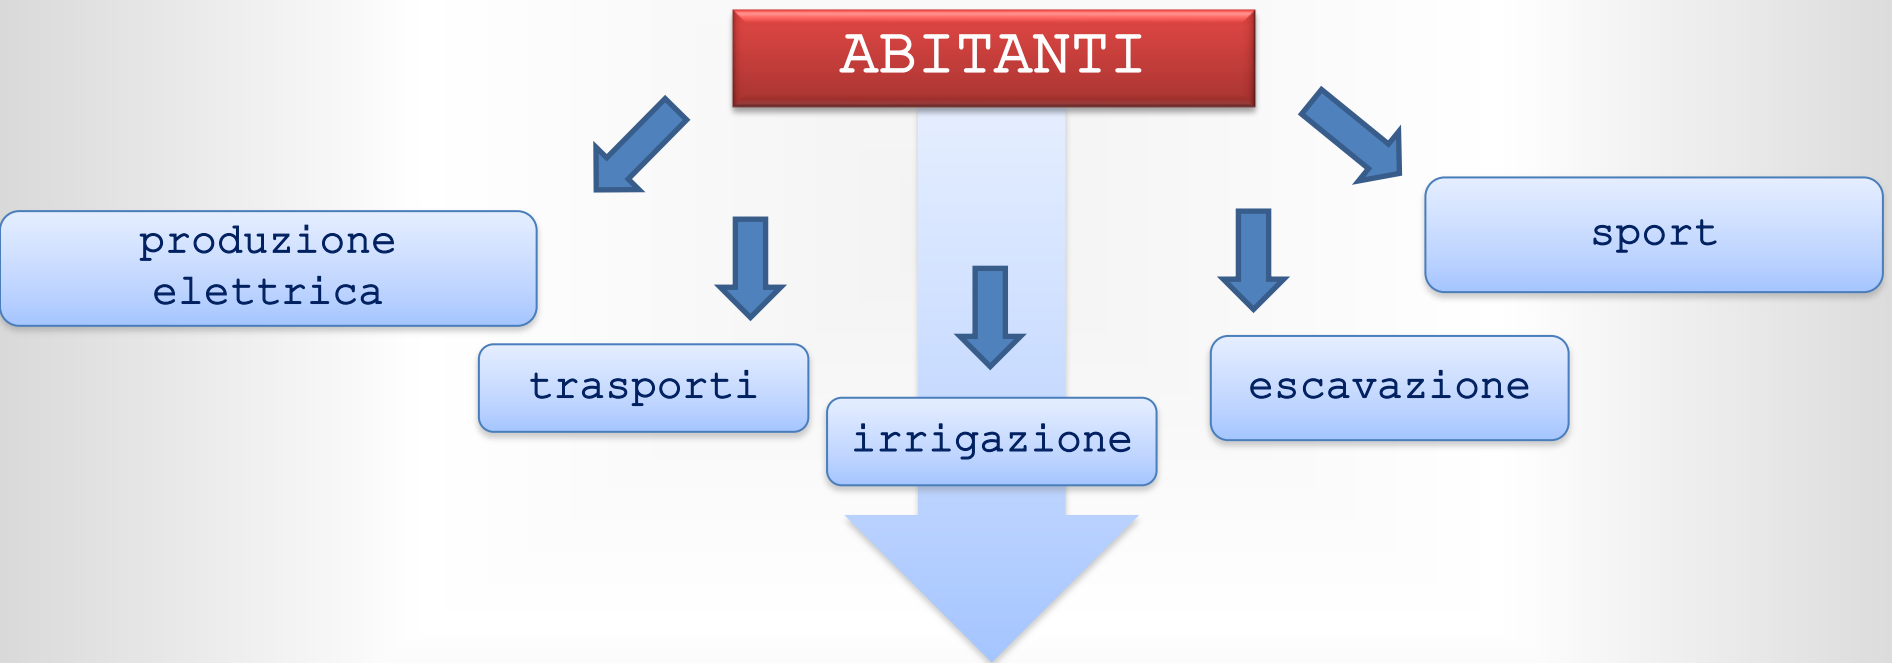 ABITANTI
produzione
elettrica
trasporti
irrigazione
escavazione
sport